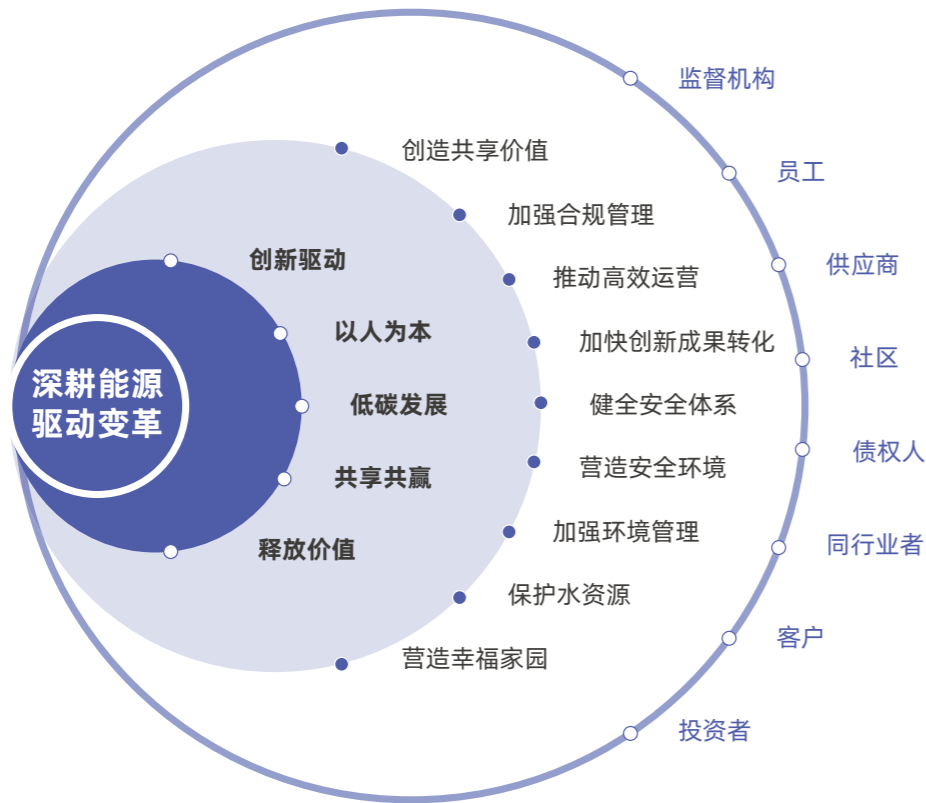 深耕能源
驱动变革
创新驱动
以人为本
低碳发展
共享共赢
释放价值
创造共享价值
加强合规管理
推动高效运营
加快创新成果转化
健全安全体系
营造安全环境
加强环境管理
保护水资源
营造幸福家园
监督机构
员工
供应商
社区
债权人
同行业者
客户
投资者